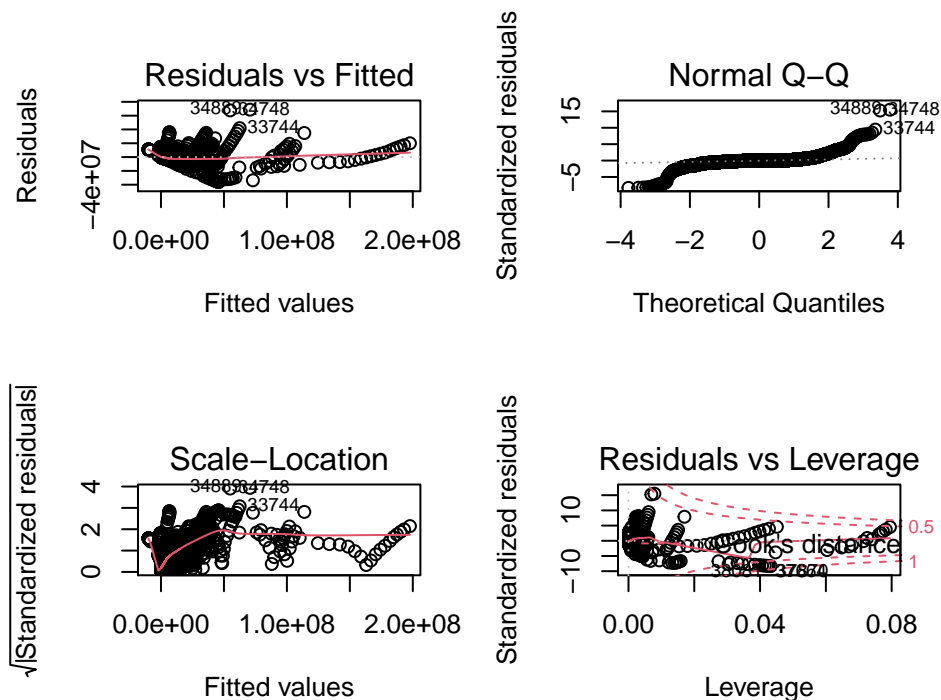 Residuals vs Fitted
Residuals
−4e+07
34889
34748
33744
0.0e+00 1.0e+08 2.0e+08
Fitted values
Normal Q−Q
Standardized residuals
−5 15
34889
34748
33744
−4 −2 0 2 4
Theoretical Quantiles
Scale−Location
√|Standardized residuals|
0 2 4
34889
34748
33744
0.0e+00 1.0e+08 2.0e+08
Fitted values
Residuals vs Leverage
Standardized residuals
−10 10
Cook's distance
0.5
1
0.00 0.04 0.08
Leverage